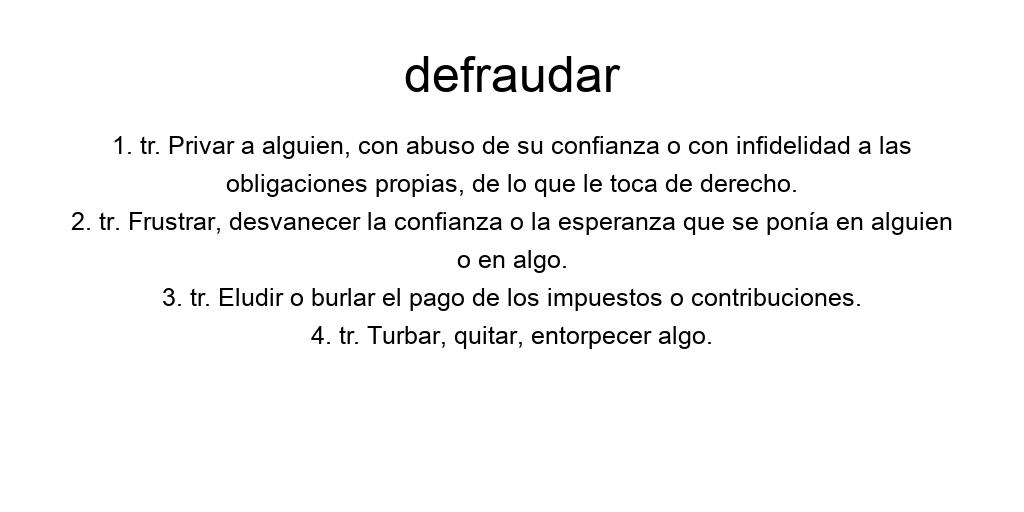 defraudar
1. tr. Privar a alguien, con abuso de su confianza o con infidelidad a las
obligaciones propias, de lo que le toca de derecho.
2. tr. Frustrar, desvanecer la confianza o la esperanza que se ponía en alguien
o en algo.
3. tr. Eludir o burlar el pago de los impuestos o contribuciones.
4. tr. Turbar, quitar, entorpecer algo.